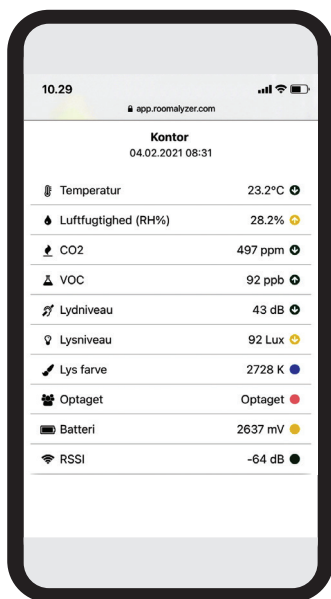 10.29
app.roomalyzer.com
Kontor
04.02.2021 08:31
Temperatur 23.2°C
Luftfugtighed (RH%) 28.2%
CO2 497 ppm
VOC 92 ppb
Lydniveau 43 dB
Lysniveau 92 Lux
Lys farve 2728 K
Optaget Optaget
Batteri 2637 mV
RSSI -64 dB